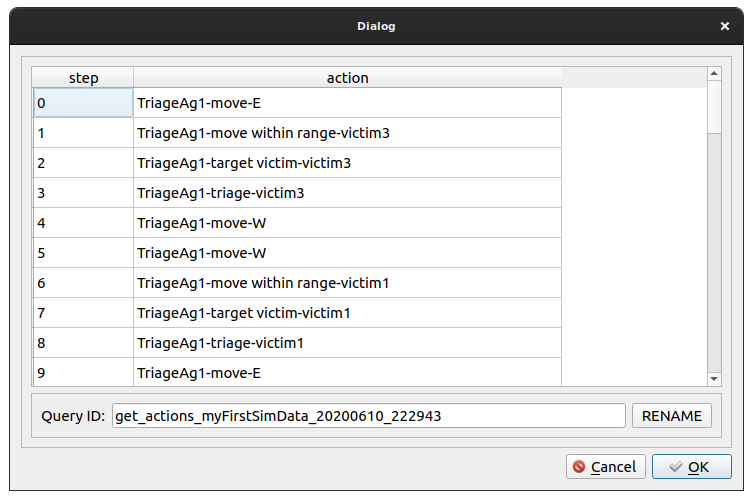 Dialog
step action
0 TriageAg1-move-E
1 TriageAg1-move within range-victim3
2 TriageAg1-target victim-victim3
3 TriageAg1-triage-victim3
4 TriageAg1-move-W
5 TriageAg1-move-W
6 TriageAg1-move within range-victim1
7 TriageAg1-target victim-victim1
8 TriageAg1-triage-victim1
9 TriageAg1-move-E
Query ID: get_actions_myFirstSimData_20200610_222943 RENAME
Cancel OK